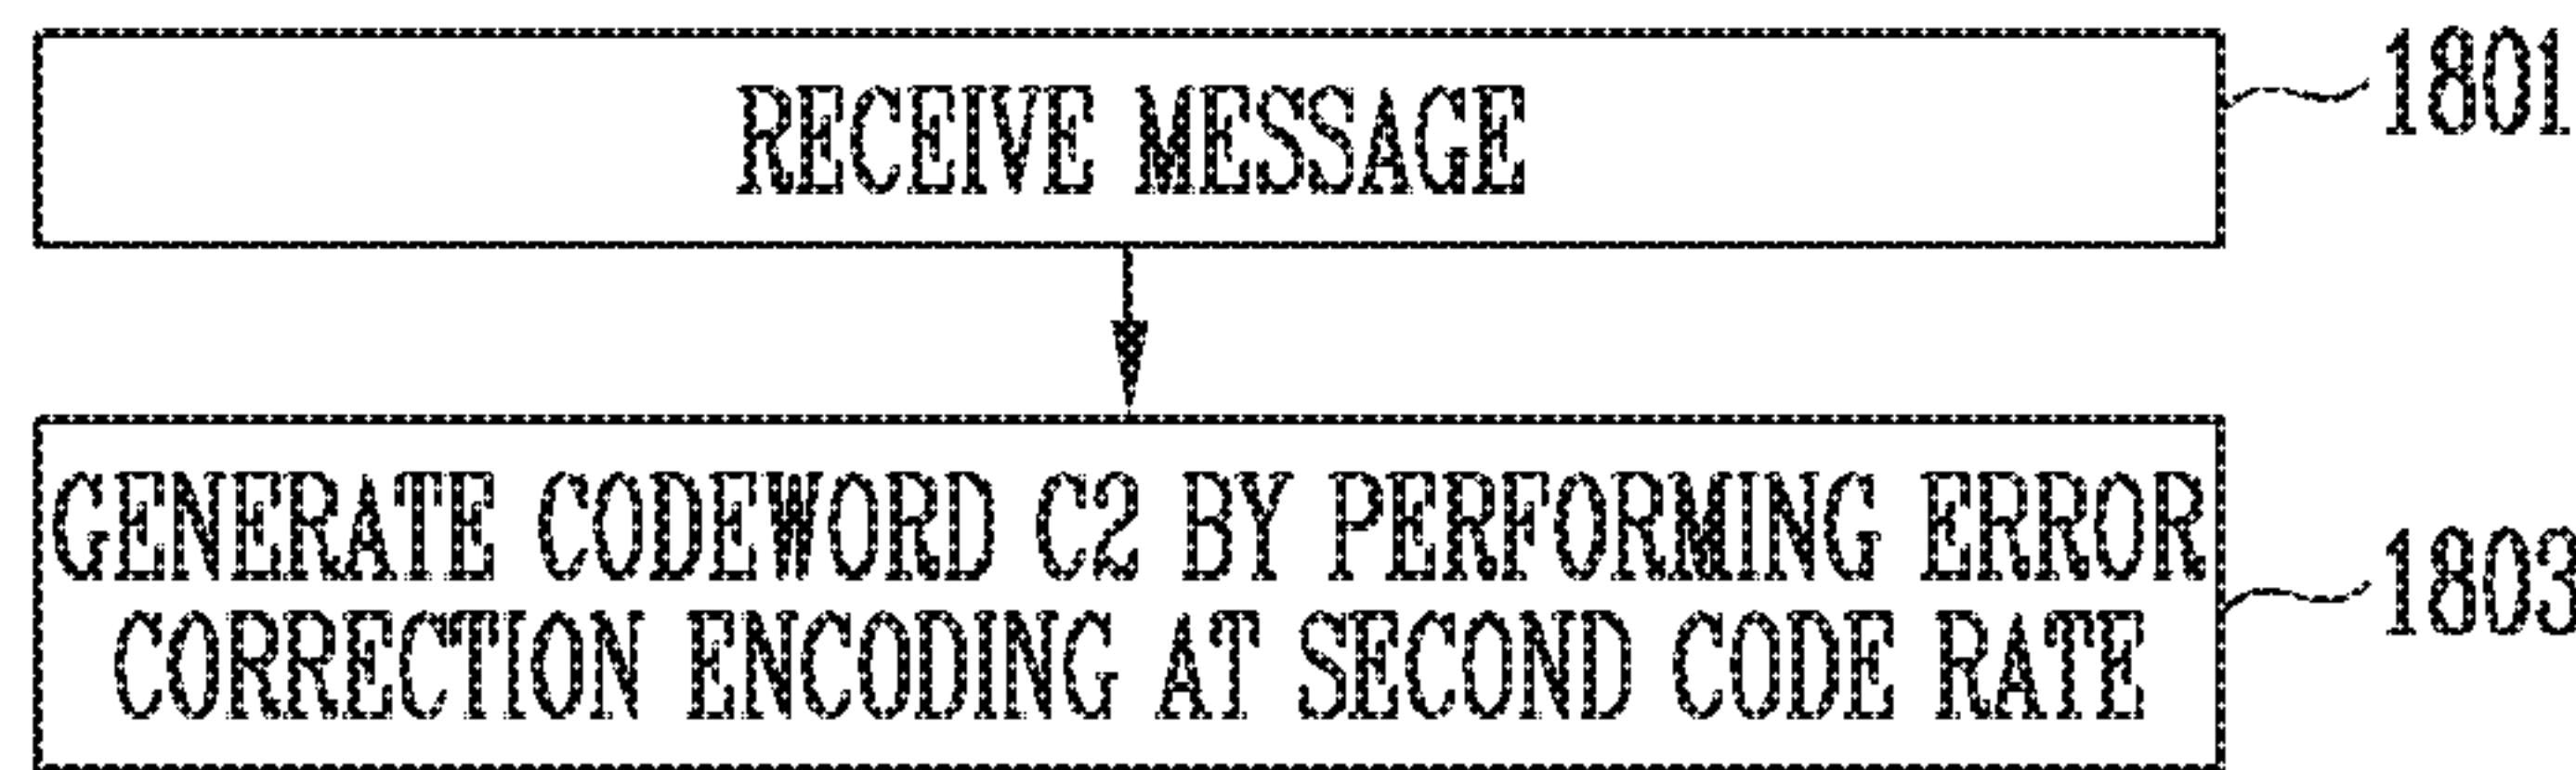 RECEIVE MESSAGE
1801
GENERATE CODEWORD C2 BY PERFORMING ERROR
CORRECTION ENCODING AT SECOND CODE RATE
1803